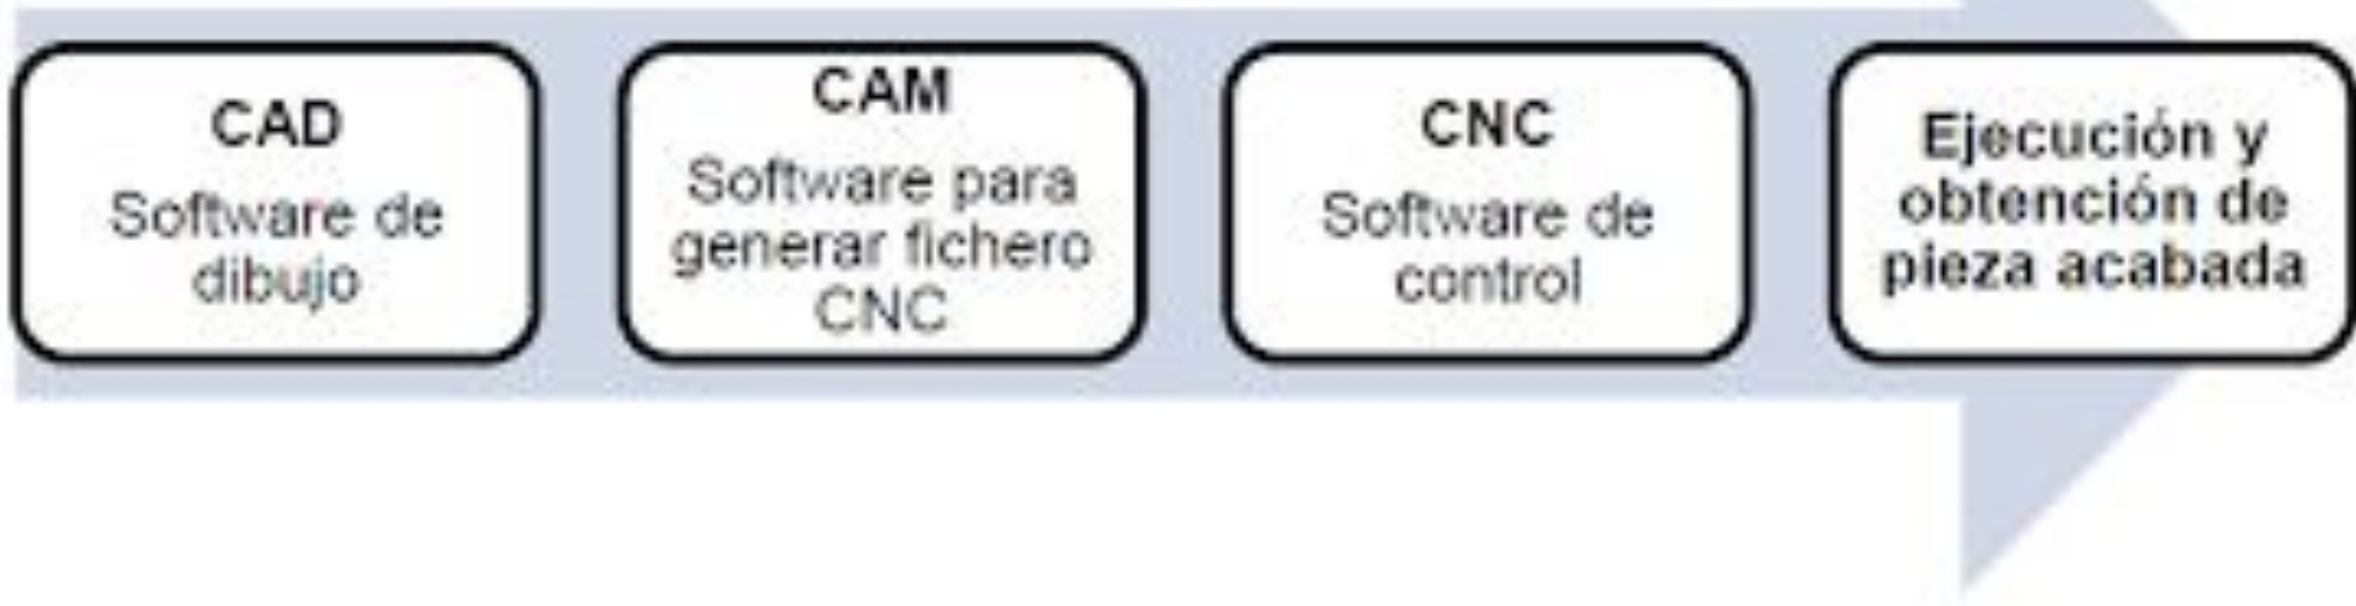 CAD
Software de
dibujo
CAM
Software para
generar fichero
CNC
CNC
Software de
control
Ejecución y
obtención de
pieza acabada